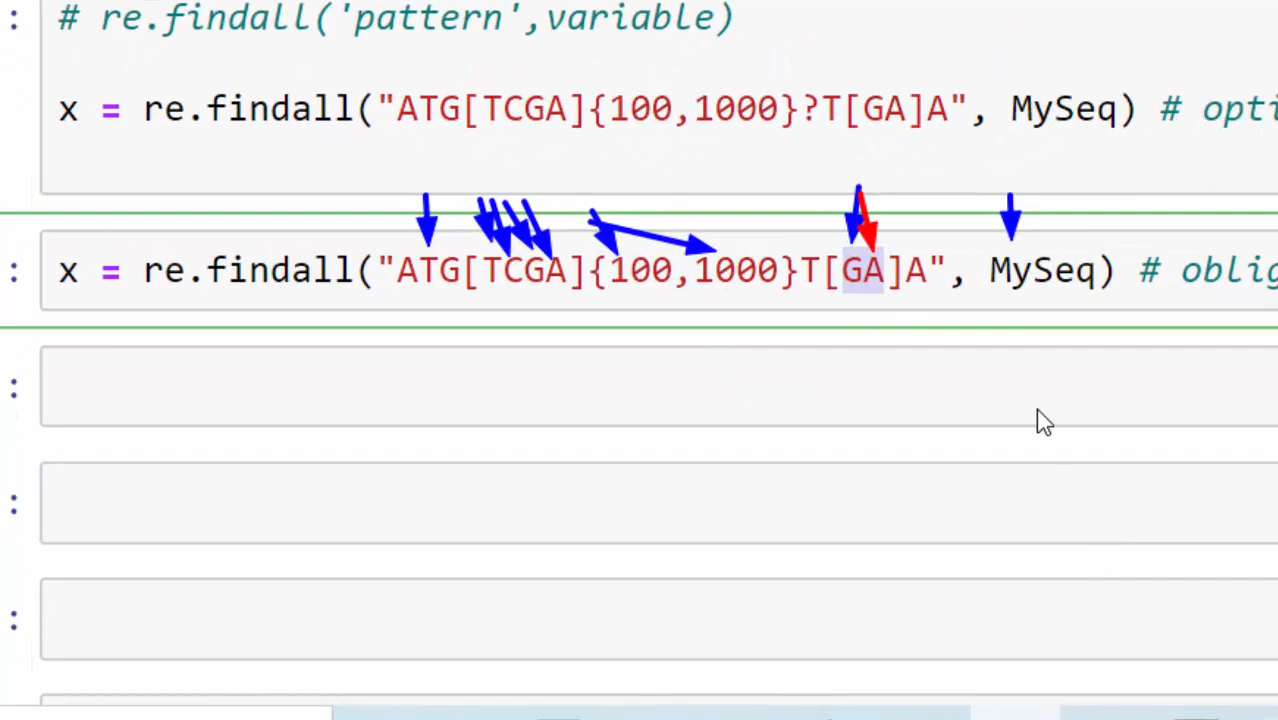 # re.findall('pattern',variable)
x = re.findall("ATG[TCGA]{100,1000}?T[GA]A", MySeq) # opti
x = re.findall("ATG[TCGA]{100,1000}T[GA]A", MySeq) # oblig